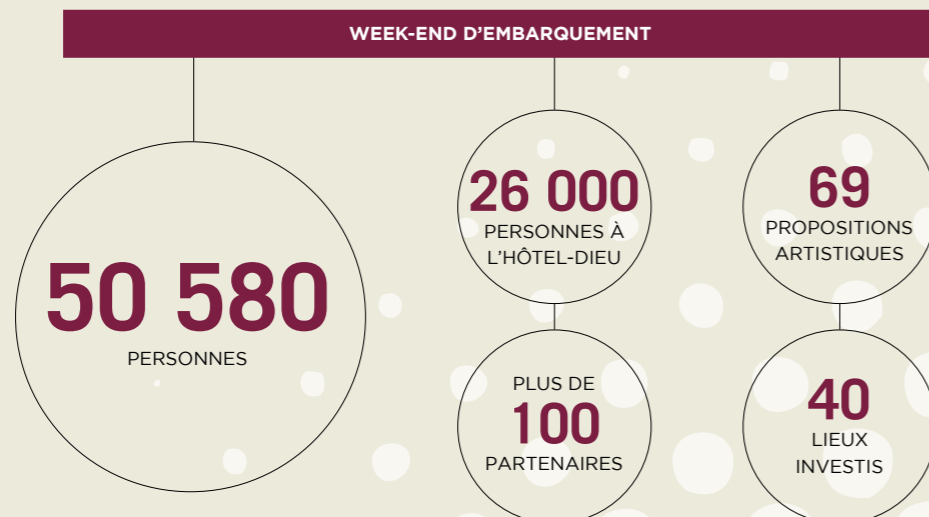 WEEK-END D’EMBARQUEMENT
50 580
PERSONNES
26 000
PERSONNES À
L’HÔTEL-DIEU
PLUS DE
100
PARTENAIRES
69
PROPOSITIONS
ARTISTIQUES
40
LIEUX
INVESTIS